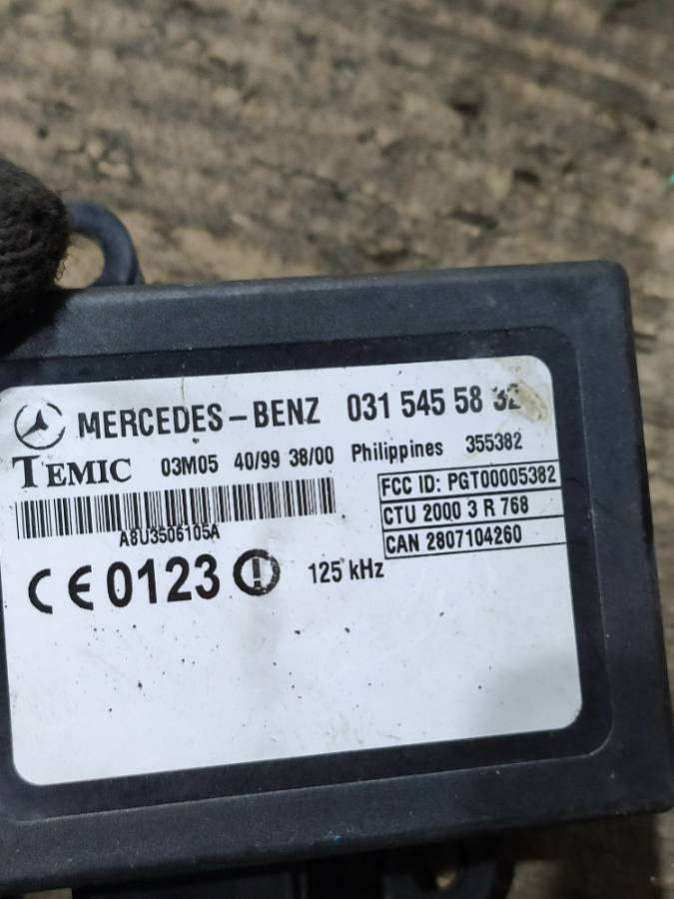 MERCEDES-BENZ 031 545 58 32
TEMIC 03M05 40/99 38/00 Philippines 355382
FCC ID: PGT00005382
CTU 2000 3 R 768
CAN 2807104260
A8U3506105A
CE 0123 125 kHz